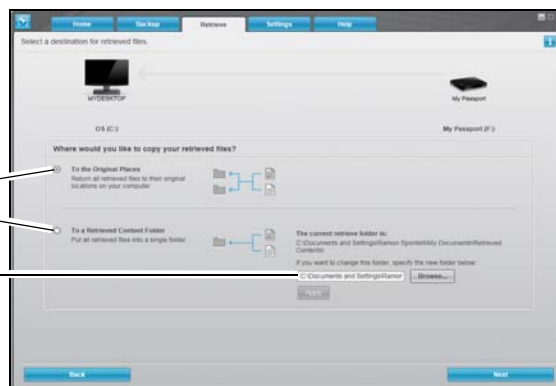 Home
Backup
Retrieve
Settings
Help
Select a destination for retrieved files.
MYDESKTOP
My Passport
OS (C:)
My Passport (F:)
Where would you like to copy your retrieved files?
To the Original Places
Return all retrieved files to their original
locations on your computer
To a Retrieved Content Folder
Put all retrieved files into a single folder
The current retrieve folder is:
C:\Documents and Settings\Ramon Sportelli\My Documents\Retrieved
Contents\
If you want to change this folder, specify the new folder below:
C:\Documents and Settings\Ramor
Browse...
Apply
Back
Next